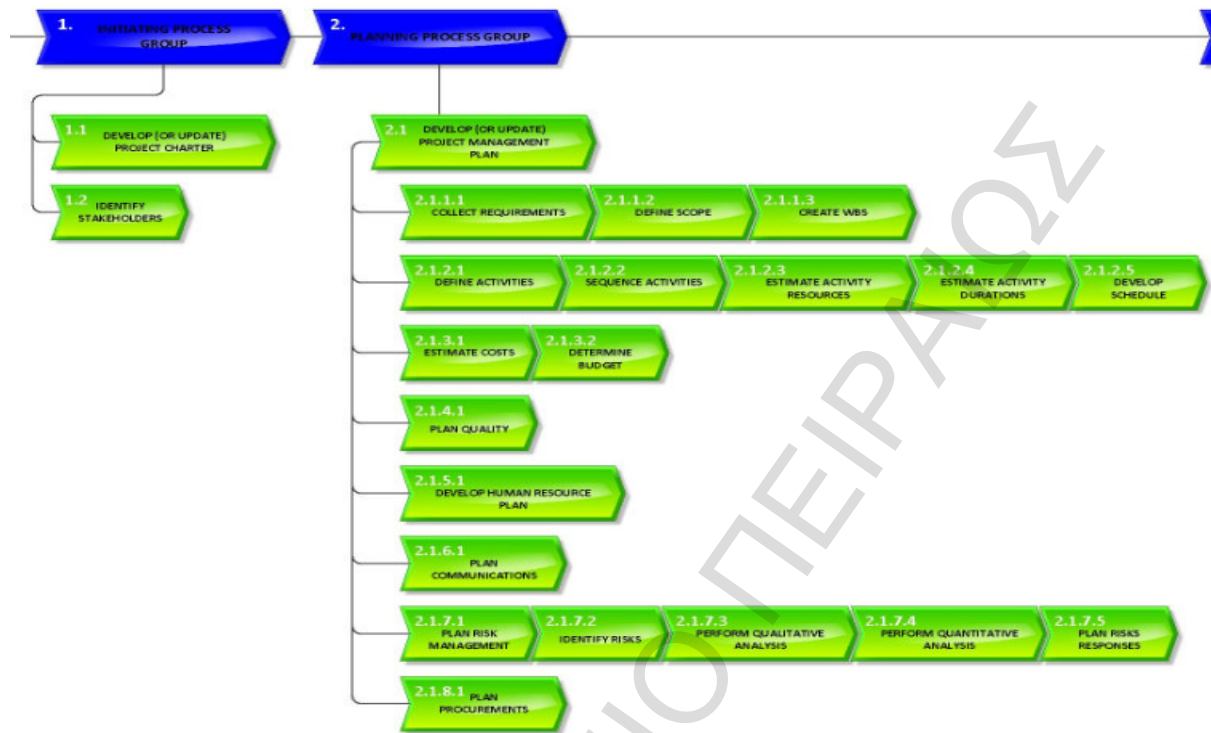 1.
INITIATING PROCESS
GROUP
2.
PLANNING PROCESS GROUP
1.1
DEVELOP (OR UPDATE)
PROJECT CHARTER
1.2
IDENTIFY
STAKEHOLDERS
2.1
DEVELOP (OR UPDATE)
PROJECT MANAGEMENT
PLAN
2.1.1.1
COLLECT REQUIREMENTS
2.1.1.2
DEFINE SCOPE
2.1.1.3
CREATE WBS
2.1.2.1
DEFINE ACTIVITIES
2.1.2.2
SEQUENCE ACTIVITIES
2.1.2.3
ESTIMATE ACTIVITY
RESOURCES
2.1.2.4
ESTIMATE ACTIVITY
DURATIONS
2.1.2.5
DEVELOP
SCHEDULE
2.1.3.1
ESTIMATE COSTS
2.1.3.2
DETERMINE
BUDGET
2.1.4.1
PLAN QUALITY
2.1.5.1
DEVELOP HUMAN RESOURCE
PLAN
2.1.6.1
PLAN
COMMUNICATIONS
2.1.7.1
PLAN RISK
MANAGEMENT
2.1.7.2
IDENTIFY RISKS
2.1.7.3
PERFORM QUALITATIVE
ANALYSIS
2.1.7.4
PERFORM QUANTITATIVE
ANALYSIS
2.1.7.5
PLAN RISKS
RESPONSES
2.1.8.1
PLAN
PROCUREMENTS
ΠΕΙΡΑΙΩΣ